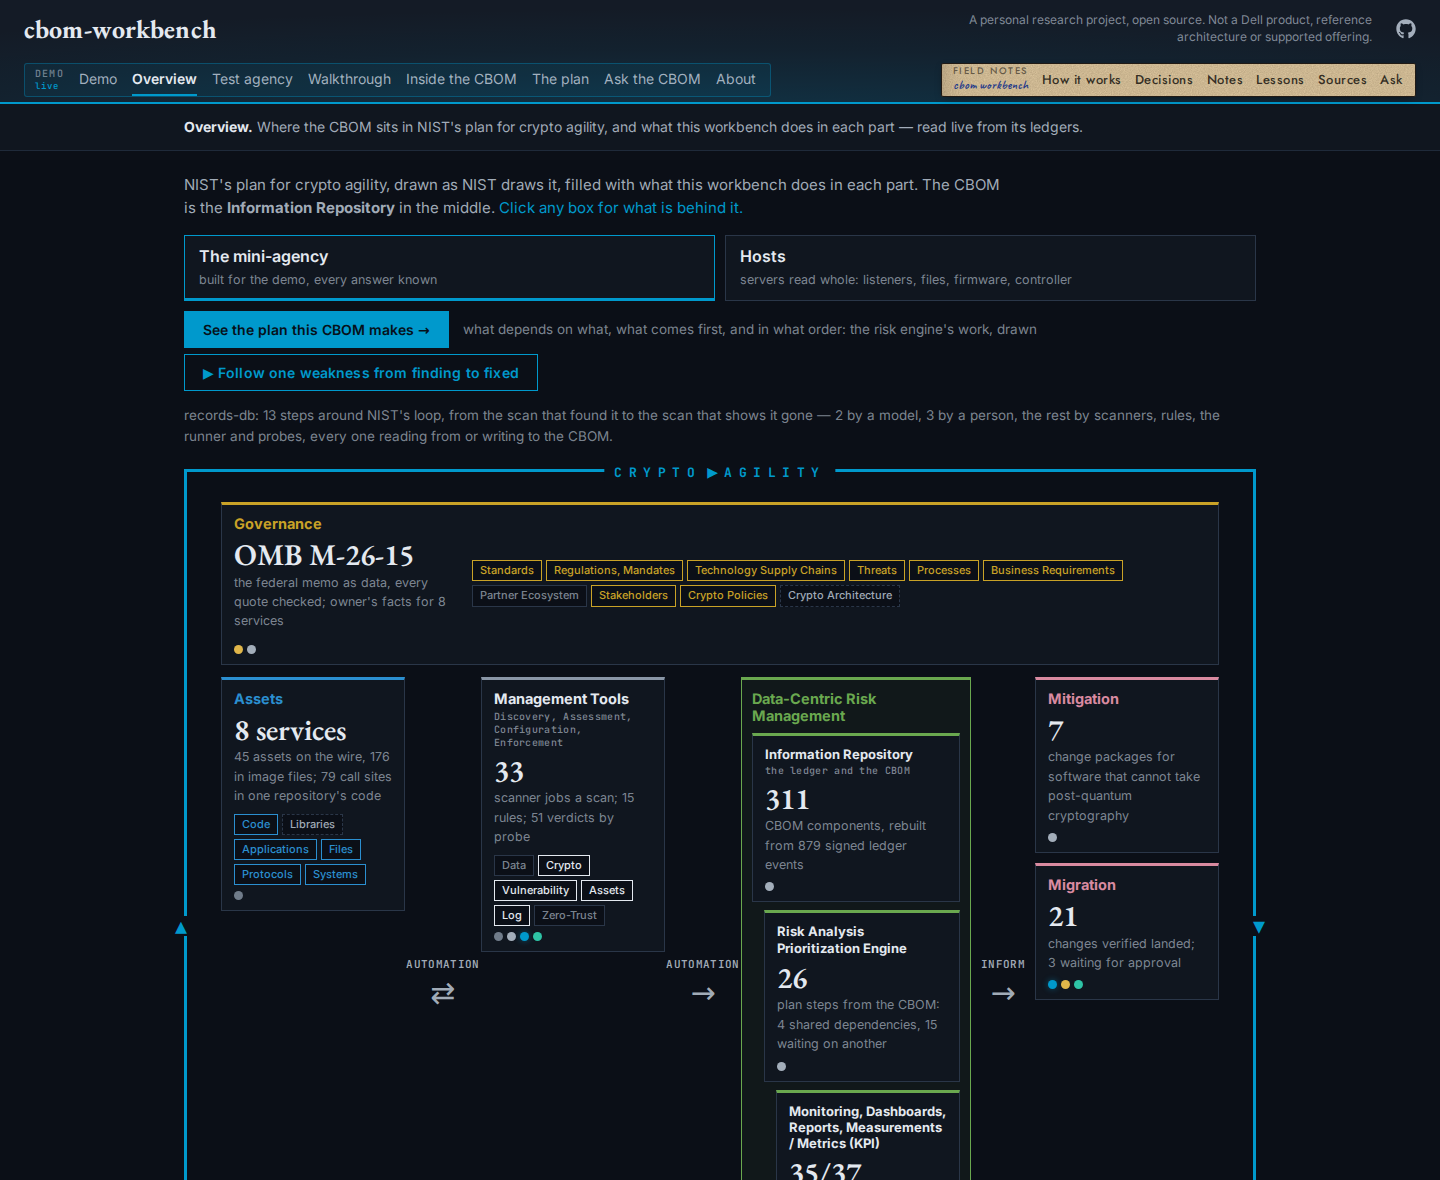 cbom-workbench
A personal research project, open source. Not a Dell product, reference
architecture or supported offering.
DEMO
live
Demo Overview Test agency Walkthrough Inside the CBOM The plan Ask the CBOM About
FIELD NOTES
cbom workbench
How it works Decisions Notes Lessons Sources Ask
Overview. Where the CBOM sits in NIST's plan for crypto agility, and what this workbench does in each part — read live from its ledgers.
NIST's plan for crypto agility, drawn as NIST draws it, filled with what this workbench does in each part. The CBOM
is the Information Repository in the middle. Click any box for what is behind it.
The mini-agency
built for the demo, every answer known
Hosts
servers read whole: listeners, files, firmware, controller
See the plan this CBOM makes →
what depends on what, what comes first, and in what order: the risk engine's work, drawn
▶ Follow one weakness from finding to fixed
records-db: 13 steps around NIST's loop, from the scan that found it to the scan that shows it gone — 2 by a model, 3 by a person, the rest by scanners, rules, the
runner and probes, every one reading from or writing to the CBOM.
CRYPTO ▶ AGILITY
Governance
OMB M-26-15
the federal memo as data, every
quote checked; owner's facts for 8
services
Standards Regulations, Mandates Technology Supply Chains Threats Processes Business Requirements
Partner Ecosystem Stakeholders Crypto Policies Crypto Architecture
Assets
8 services
45 assets on the wire, 176
in image files; 79 call sites
in one repository's code
Code Libraries
Applications Files
Protocols Systems
AUTOMATION
⇄
Management Tools
Discovery, Assessment,
Configuration,
Enforcement
33
scanner jobs a scan; 15
rules; 51 verdicts by
probe
Data Crypto
Vulnerability Assets
Log Zero-Trust
AUTOMATION
→
Data-Centric Risk
Management
Information Repository
the ledger and the CBOM
311
CBOM components, rebuilt
from 879 signed ledger
events
Risk Analysis
Prioritization Engine
26
plan steps from the CBOM:
4 shared dependencies, 15
waiting on another
Monitoring, Dashboards,
Reports, Measurements
/ Metrics (KPI)
35/37
INFORM
→
Mitigation
7
change packages for
software that cannot take
post-quantum
cryptography
Migration
21
changes verified landed;
3 waiting for approval